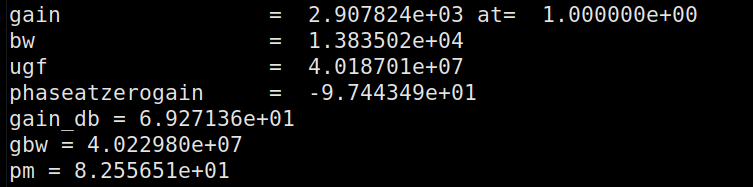 gain                =  2.907824e+03 at=  1.000000e+00
bw                  =  1.383502e+04
ugf                 =  4.018701e+07
phaseatzerogain     =  -9.744349e+01
gain_db = 6.927136e+01
gbw = 4.022980e+07
pm = 8.255651e+01